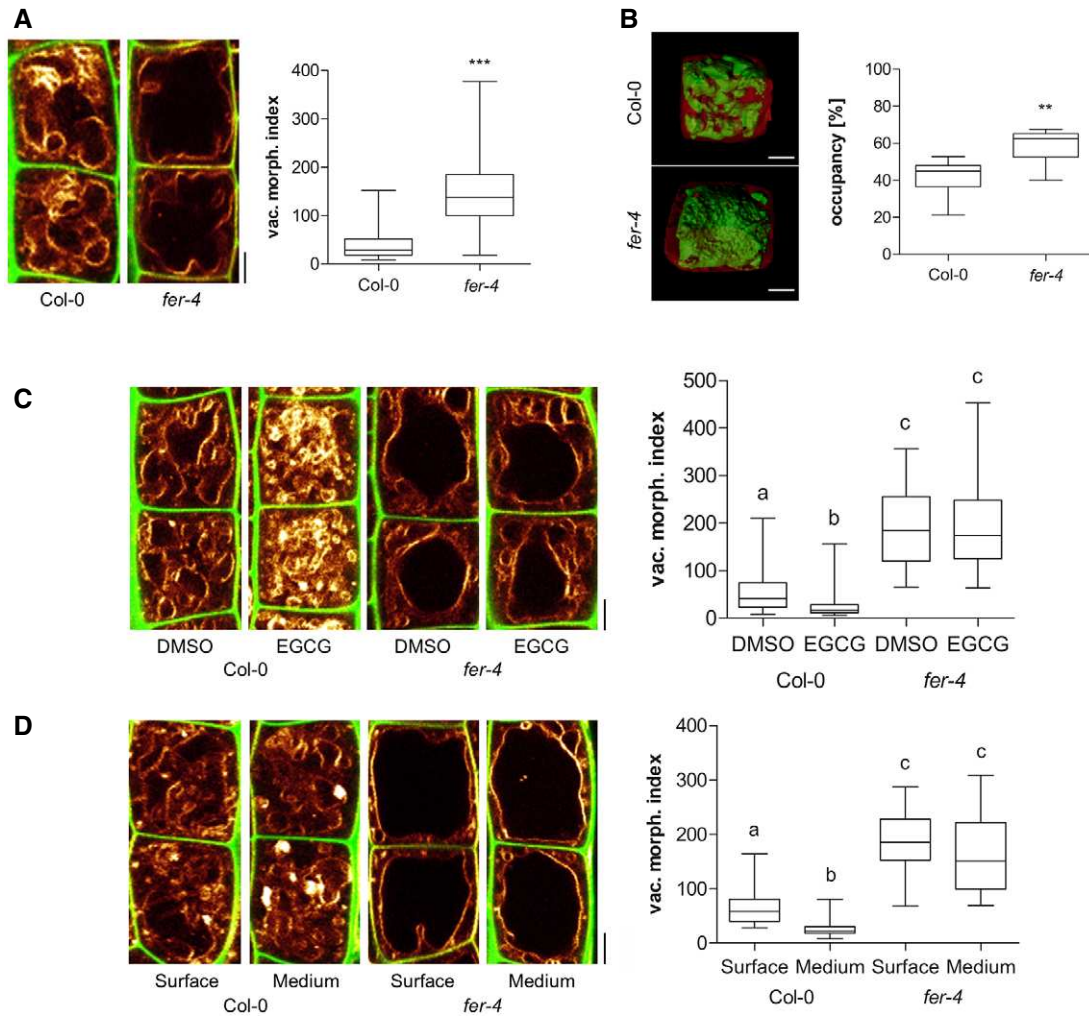 A
Col-0 fer-4
vac. morph. index
400
300
200
100
0
***
Col-0 fer-4
B
Col-0
fer-4
occupancy [%]
100
80
60
40
20
0
**
Col-0 fer-4
C
DMSO EGCG DMSO EGCG
Col-0 fer-4
vac. morph. index
500
400
300
200
100
0
a b c c
DMSO EGCG DMSO EGCG
Col-0 fer-4
D
Surface Medium Surface Medium
Col-0 fer-4
vac. morph. index
400
300
200
100
0
a b c c
Surface Medium Surface Medium
Col-0 fer-4